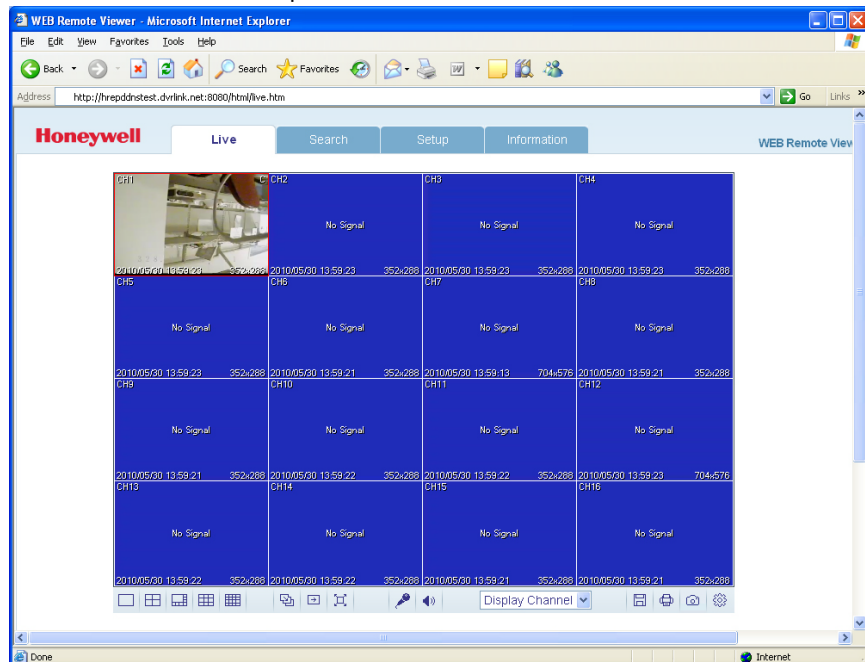 WEB Remote Viewer - Microsoft Internet Explorer
File Edit View Favorites Tools Help
Back Search Favorites
Address http://hrepddnstest.dvrlink.net:8080/html/live.htm Go Links »
Honeywell Live Search Setup Information WEB Remote View
CH1 C CH2 CH3 CH4
No Signal No Signal No Signal
2010/05/30 13:59:23 352x288 2010/05/30 13:59:23 352x288 2010/05/30 13:59:23 352x288 2010/05/30 13:59:23 352x288
CH5 CH6 CH7 CH8
No Signal No Signal No Signal No Signal
2010/05/30 13:59:23 352x288 2010/05/30 13:59:21 352x288 2010/05/30 13:59:13 704x576 2010/05/30 13:59:21 352x288
CH9 CH10 CH11 CH12
No Signal No Signal No Signal No Signal
2010/05/30 13:59:21 352x288 2010/05/30 13:59:22 352x288 2010/05/30 13:59:22 352x288 2010/05/30 13:59:23 704x576
CH13 CH14 CH15 CH16
No Signal No Signal No Signal No Signal
2010/05/30 13:59:22 352x288 2010/05/30 13:59:22 352x288 2010/05/30 13:59:21 352x288 2010/05/30 13:59:21 352x288
Display Channel
Done Internet